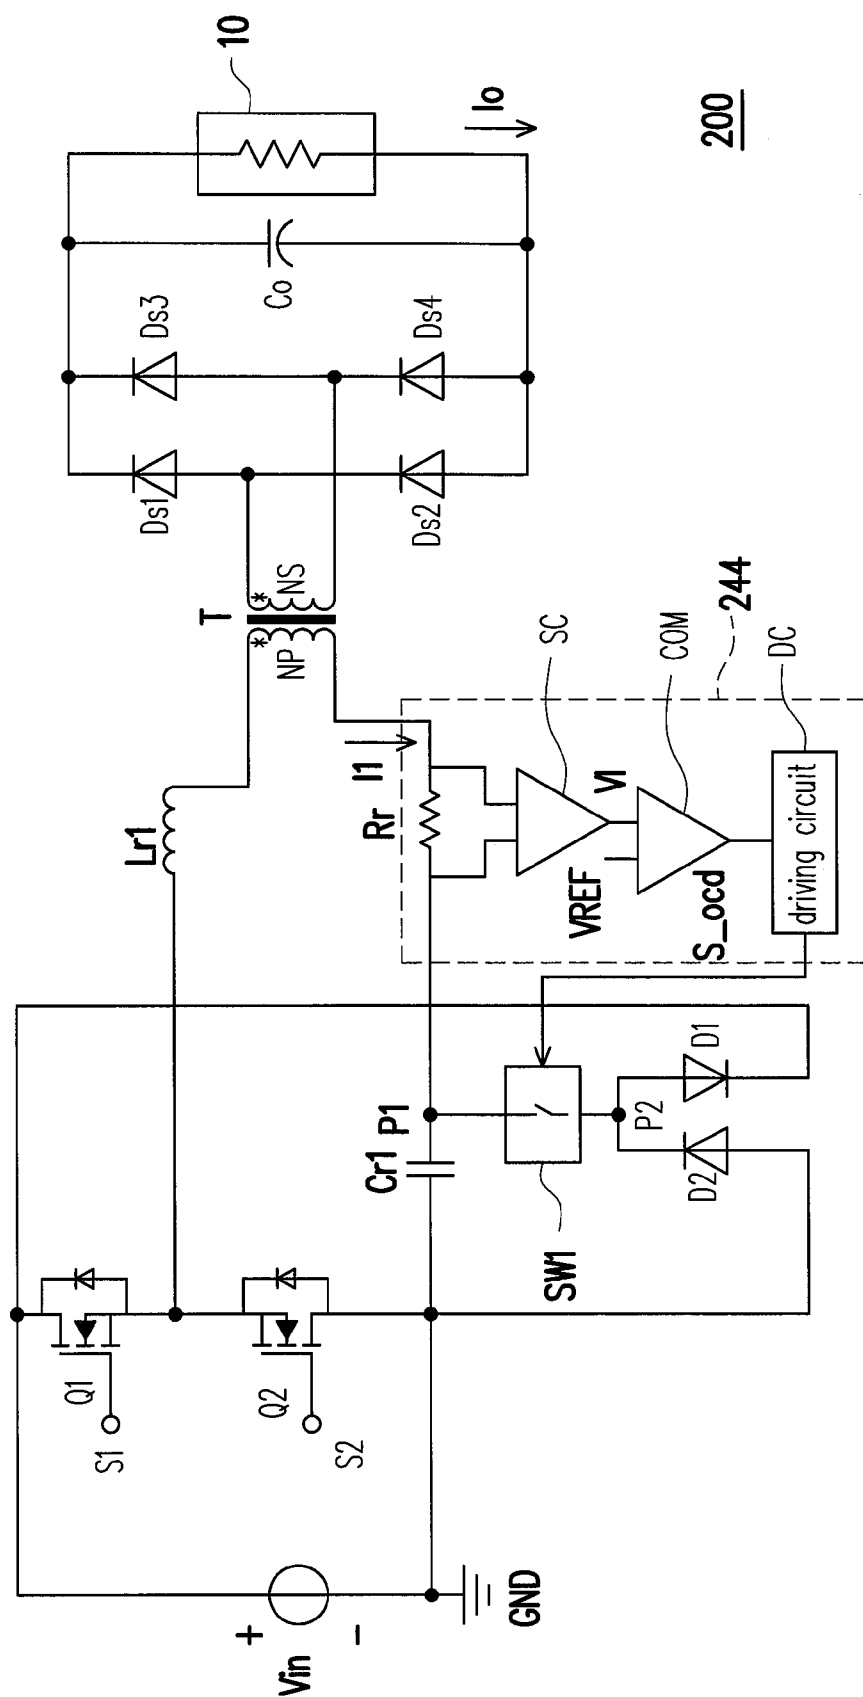 10
Io
200
Co
Ds3
Ds4
Ds1
Ds2
T
*
*
NS
NP
Lr1
I1
Rr
SC
COM
244
DC
VI
VREF
S_ocd
driving circuit
P1
Cr1
D1
P2
D2
SW1
Q1
S1
Q2
S2
+
Vin
-
GND